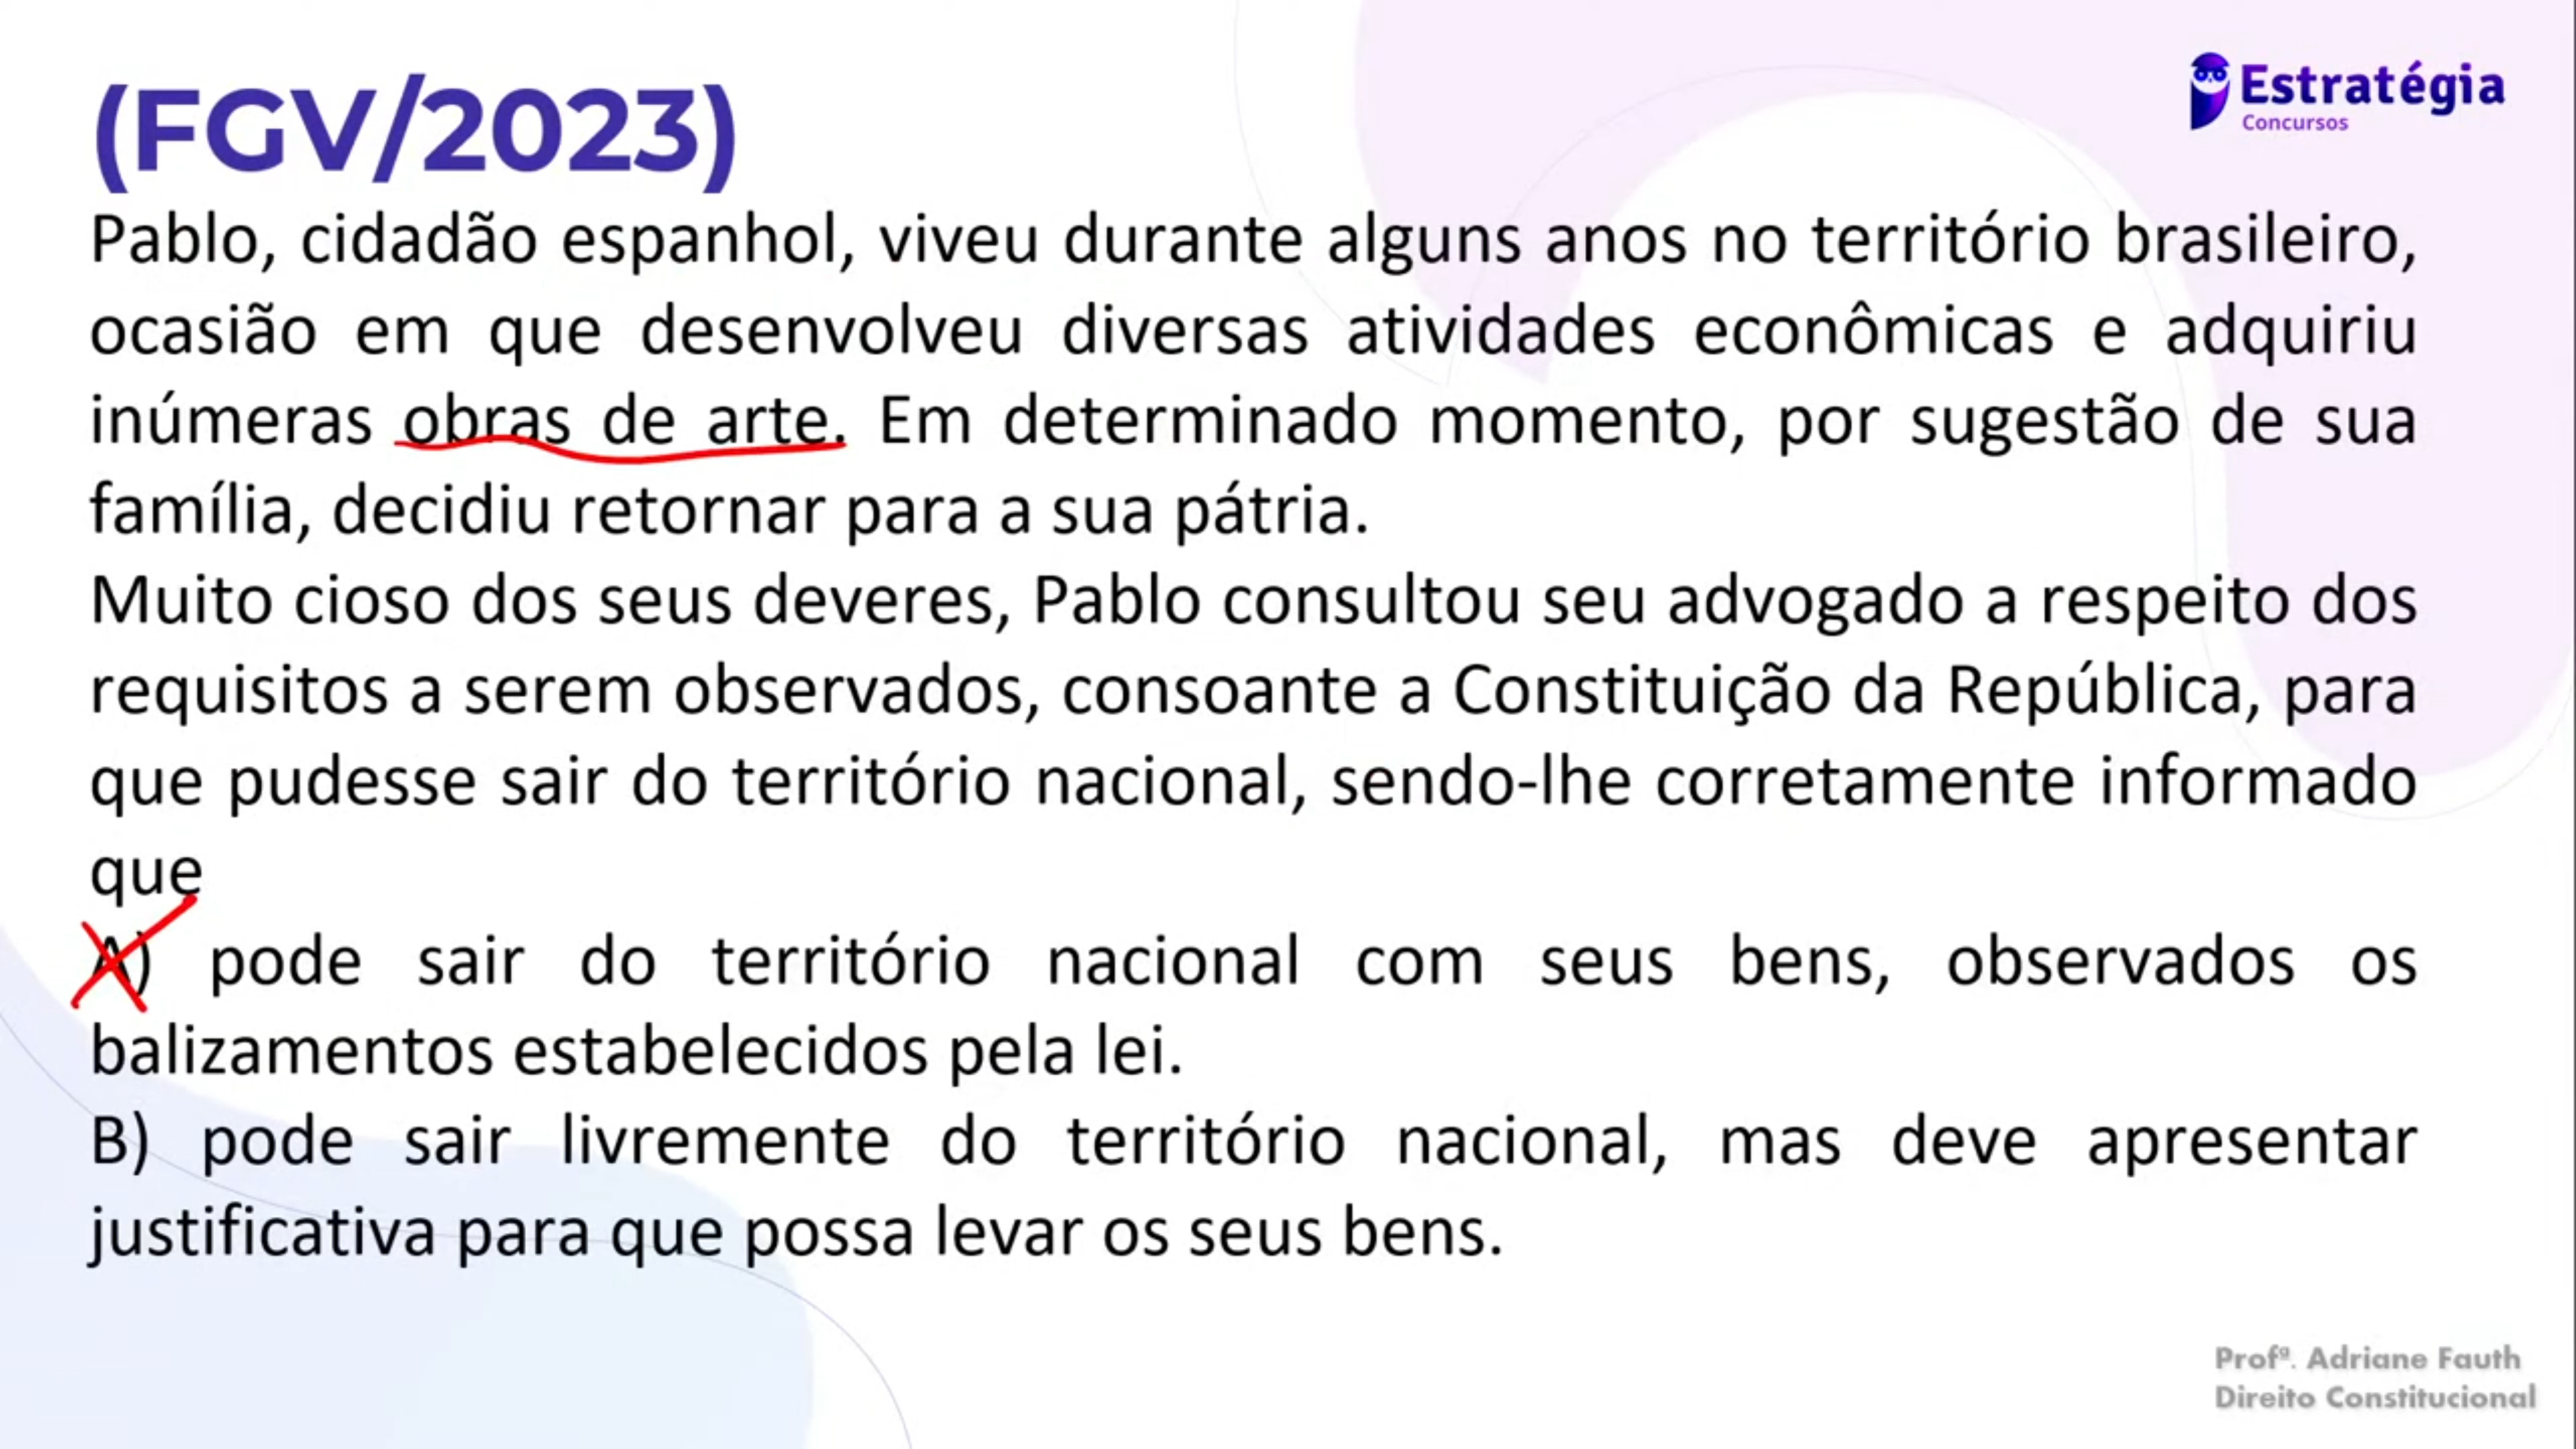 (FGV/2023)
Estratégia
Concursos
Pablo, cidadão espanhol, viveu durante alguns anos no território brasileiro,
ocasião em que desenvolveu diversas atividades econômicas e adquiriu
inúmeras obras de arte. Em determinado momento, por sugestão de sua
família, decidiu retornar para a sua pátria.
Muito cioso dos seus deveres, Pablo consultou seu advogado a respeito dos
requisitos a serem observados, consoante a Constituição da República, para
que pudesse sair do território nacional, sendo-lhe corretamente informado
que
A) pode sair do território nacional com seus bens, observados os
balizamentos estabelecidos pela lei.
B) pode sair livremente do território nacional, mas deve apresentar
justificativa para que possa levar os seus bens.
Profª. Adriane Fauth
Direito Constitucional